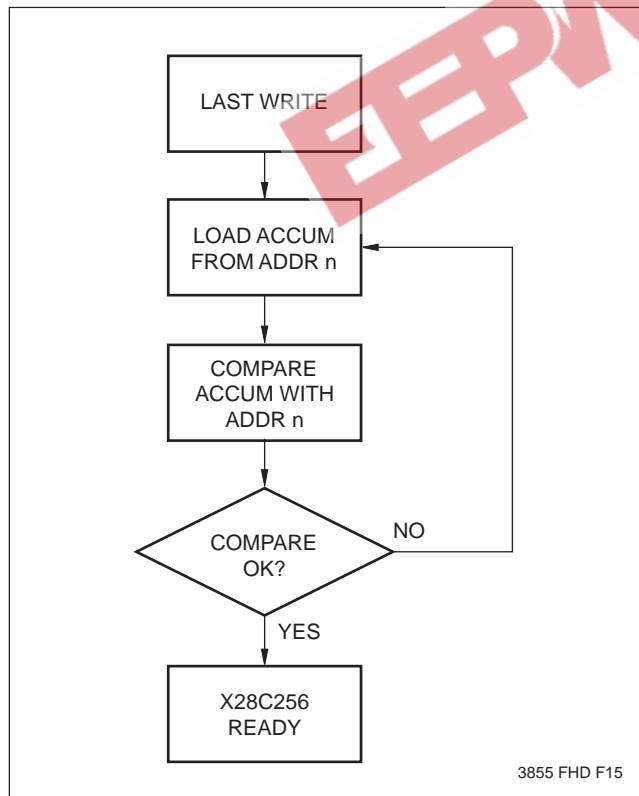 EEPW
LAST WRITE
LOAD ACCUM
FROM ADDR n
COMPARE
ACCUM WITH
ADDR n
COMPARE
OK?
NO
YES
X28C256
READY
3855 FHD F15